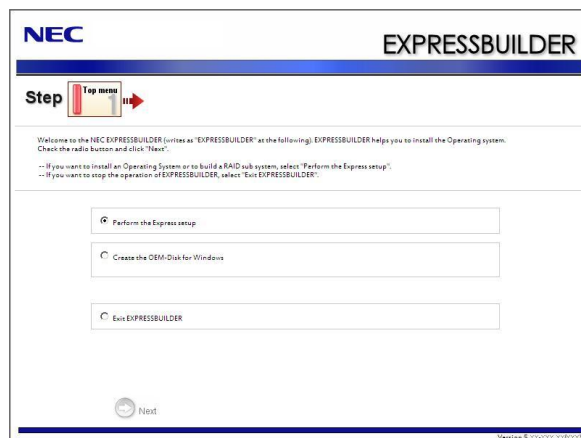 NEC
EXPRESSBUILDER
Step
Top menu
1
Welcome to the NEC EXPRESSBUILDER (writes as "EXPRESSBUILDER" at the following). EXPRESSBUILDER helps you to install the Operating system.
Check the radio button and click "Next".
-- If you want to install an Operating System or to build a RAID sub system, select "Perform the Express setup".
-- If you want to stop the operation of EXPRESSBUILDER, select "Exit EXPRESSBUILDER".
Perform the Express setup
Create the OEM-Disk for Windows
Exit EXPRESSBUILDER
Next